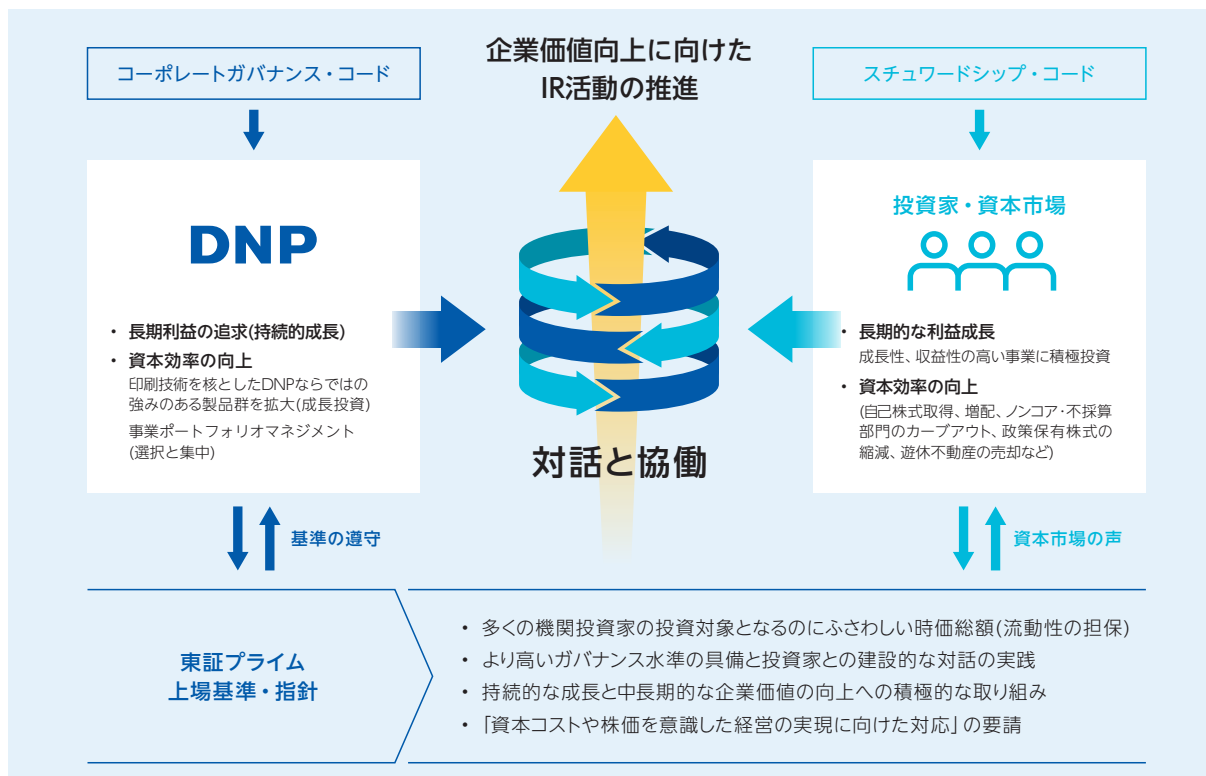 企業価値向上に向けた
IR活動の推進
コーポレートガバナンス・コード
スチュワードシップ・コード
DNP
・ 長期利益の追求(持続的成長)
・ 資本効率の向上
印刷技術を核としたDNPならではの
強みのある製品群を拡大(成長投資)
事業ポートフォリオマネジメント
(選択と集中)
対話と協働
投資家・資本市場
・ 長期的な利益成長
成長性、収益性の高い事業に積極投資
・ 資本効率の向上
(自己株式取得、増配、ノンコア・不採算
部門のカーブアウト、政策保有株式の
縮減、遊休不動産の売却など)
基準の遵守
資本市場の声
東証プライム
上場基準・指針
・ 多くの機関投資家の投資対象となるのにふさわしい時価総額(流動性の担保)
・ より高いガバナンス水準の具備と投資家との建設的な対話の実践
・ 持続的な成長と中長期的な企業価値の向上への積極的な取り組み
・ 「資本コストや株価を意識した経営の実現に向けた対応」の要請